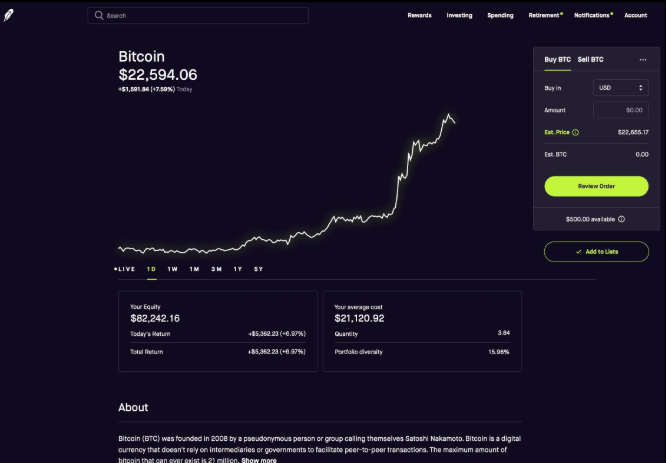 Search
Rewards Investing Spending Retirement Notifications Account
Bitcoin
$22,594.06
+$1,591.84 (+7.59%) Today
LIVE 1D 1W 1M 3M 1Y 5Y
Your Equity
$82,242.16
Today's Return +$5,362.23 (+6.97%)
Total Return +$5,362.23 (+6.97%)
Your average cost
$21,120.92
Quantity 3.64
Portfolio diversity 15.96%
About
Bitcoin (BTC) was founded in 2008 by a pseudonymous person or group calling themselves Satoshi Nakamoto. Bitcoin is a digital
currency that doesn't rely on intermediaries or governments to facilitate peer-to-peer transactions. The maximum amount of
bitcoin that can ever exist is 21 million. Show more
Buy BTC Sell BTC ...
Buy in USD
Amount $0.00
Est. Price $22,655.17
Est. BTC 0.00
Review Order
$500.00 available
Add to Lists